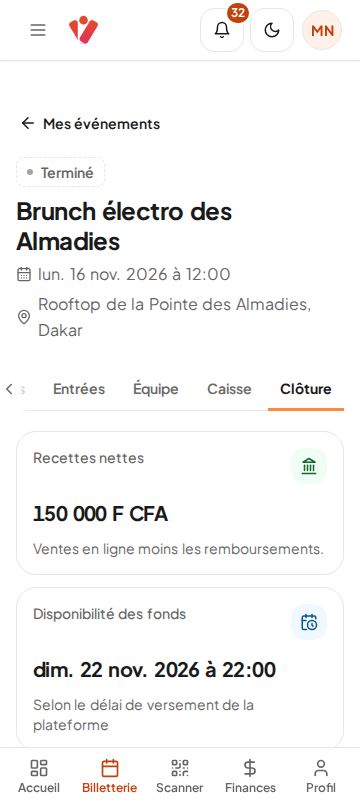 32
MN
Mes événements
Terminé
Brunch électro des
Almadies
lun. 16 nov. 2026 à 12:00
Rooftop de la Pointe des Almadies,
Dakar
s Entrées Équipe Caisse Clôture
Recettes nettes
150 000 F CFA
Ventes en ligne moins les remboursements.
Disponibilité des fonds
dim. 22 nov. 2026 à 22:00
Selon le délai de versement de la
plateforme
Accueil Billetterie Scanner Finances Profil